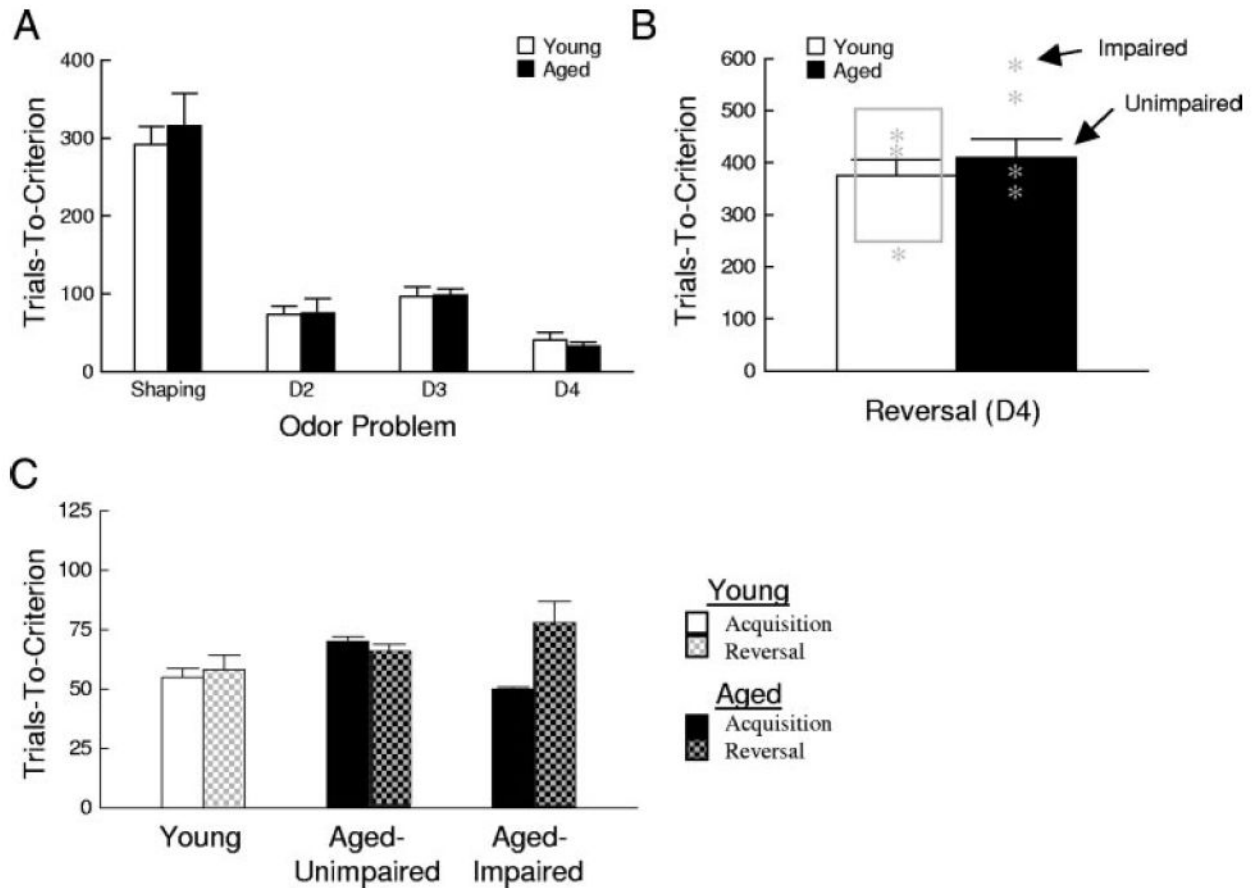 A
Young
Aged
400
300
200
100
0
Trials-To-Criterion
Shaping D2 D3 D4
Odor Problem
B
Young
Aged
Impaired
Unimpaired
600
500
400
300
200
100
0
Trials-To-Criterion
Reversal (D4)
C
125
100
75
50
25
0
Trials-To-Criterion
Young Aged- Aged-
Unimpaired Impaired
Young
Acquisition
Reversal
Aged
Acquisition
Reversal